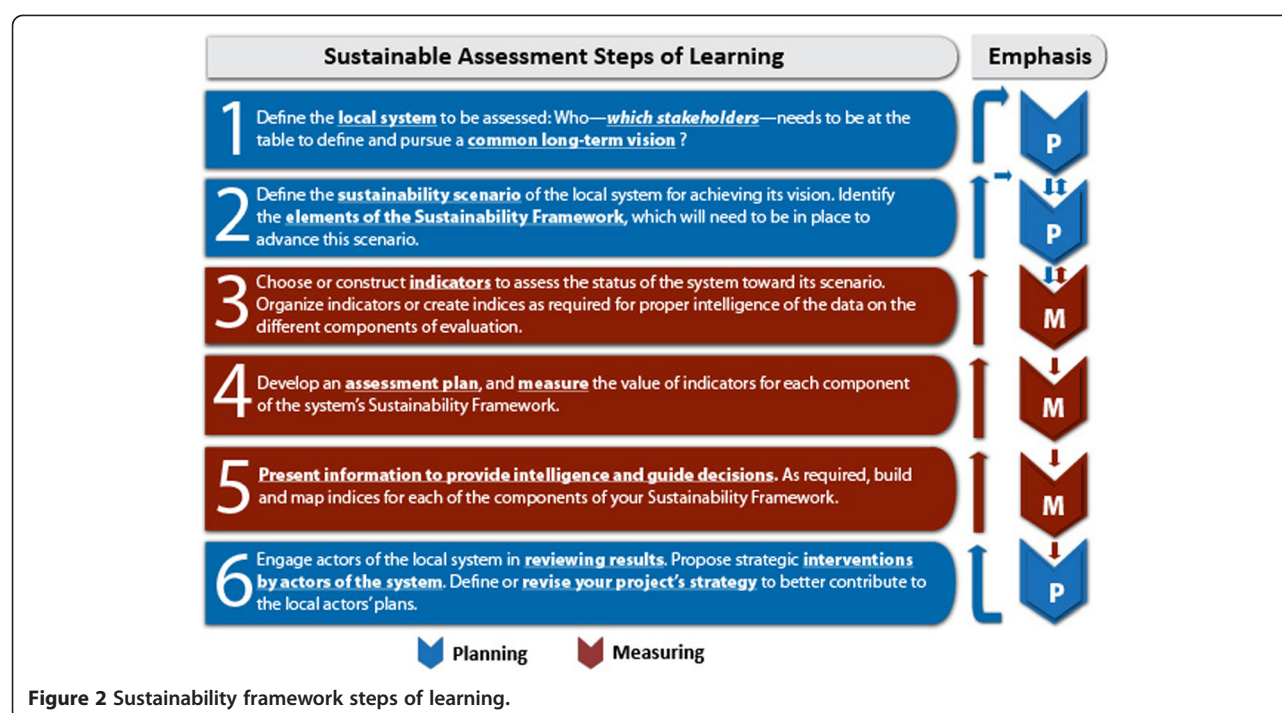 Sustainable Assessment Steps of Learning
Emphasis
1
Define the local system to be assessed: Who—which stakeholders—needs to be at the
table to define and pursue a common long-term vision ?
P
2
Define the sustainability scenario of the local system for achieving its vision. Identify
the elements of the Sustainability Framework, which will need to be in place to
advance this scenario.
P
3
Choose or construct indicators to assess the status of the system toward its scenario.
Organize indicators or create indices as required for proper intelligence of the data on the
different components of evaluation.
M
4
Develop an assessment plan, and measure the value of indicators for each component
of the system's Sustainability Framework.
M
5
Present information to provide intelligence and guide decisions. As required, build
and map indices for each of the components of your Sustainability Framework.
M
6
Engage actors of the local system in reviewing results. Propose strategic interventions
by actors of the system. Define or revise your project's strategy to better contribute to
the local actors' plans.
P
Planning
Measuring
Figure 2 Sustainability framework steps of learning.